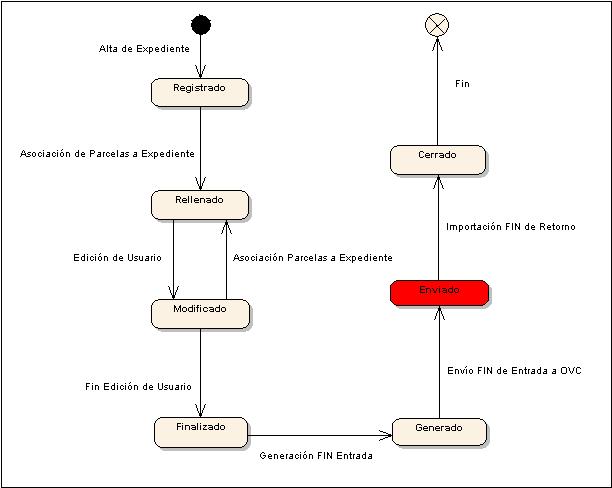 Alta de Expediente
Registrado
Asociación de Parcelas a Expediente
Rellenado
Edición de Usuario
Asociación Parcelas a Expediente
Modificado
Fin Edición de Usuario
Finalizado
Generación FIN Entrada
Generado
Envío FIN de Entrada a OVC
Enviado
Importación FIN de Retorno
Cerrado
Fin